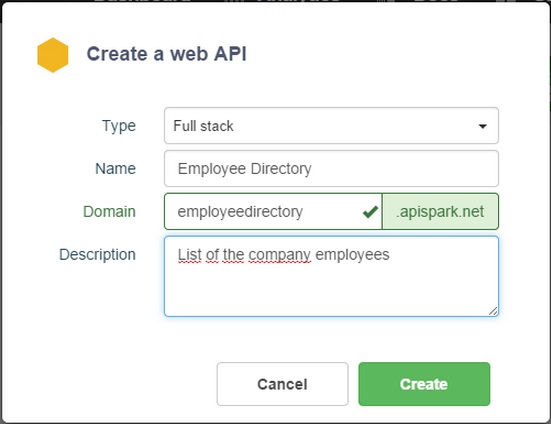 Create a web API
Type Full stack
Name Employee Directory
Domain employeedirectory .apispark.net
Description List of the company employees
Cancel Create